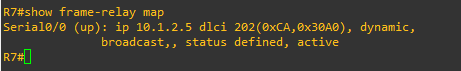 R7#show frame-relay map
Serial0/0 (up): ip 10.1.2.5 dlci 202(0xCA,0x30A0), dynamic,
broadcast,, status defined, active
R7#